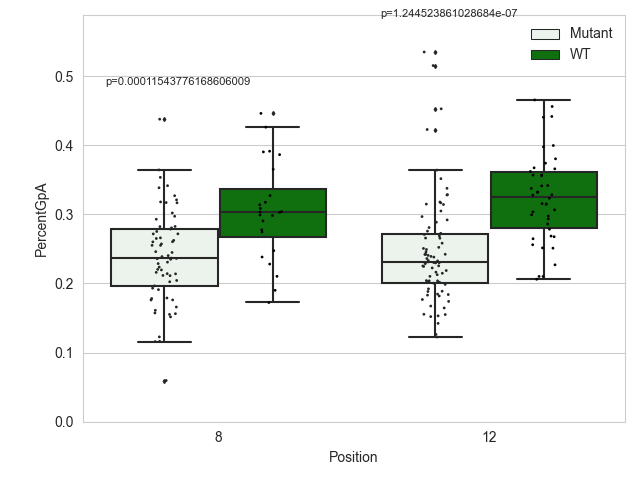 p=1.244523861028684e-07
Mutant
WT
p=0.00011543776168606009
0.5
0.4
0.3
0.2
0.1
0.0
PercentGpA
8
12
Position